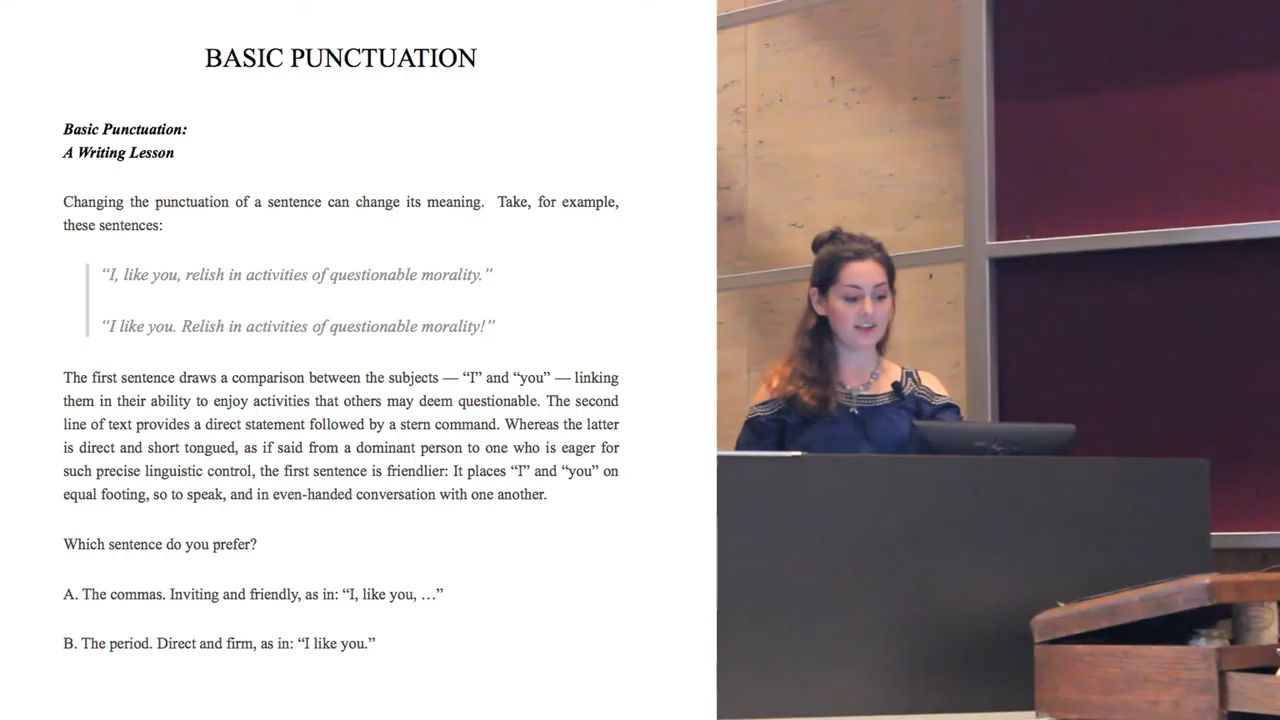 BASIC PUNCTUATION
Basic Punctuation:
A Writing Lesson
Changing the punctuation of a sentence can change its meaning. Take, for example,
these sentences:
“I, like you, relish in activities of questionable morality.”
“I like you. Relish in activities of questionable morality!”
The first sentence draws a comparison between the subjects — “I” and “you” — linking
them in their ability to enjoy activities that others may deem questionable. The second
line of text provides a direct statement followed by a stern command. Whereas the latter
is direct and short tongued, as if said from a dominant person to one who is eager for
such precise linguistic control, the first sentence is friendlier: It places “I” and “you” on
equal footing, so to speak, and in even-handed conversation with one another.
Which sentence do you prefer?
A. The commas. Inviting and friendly, as in: “I, like you, …”
B. The period. Direct and firm, as in: “I like you.”